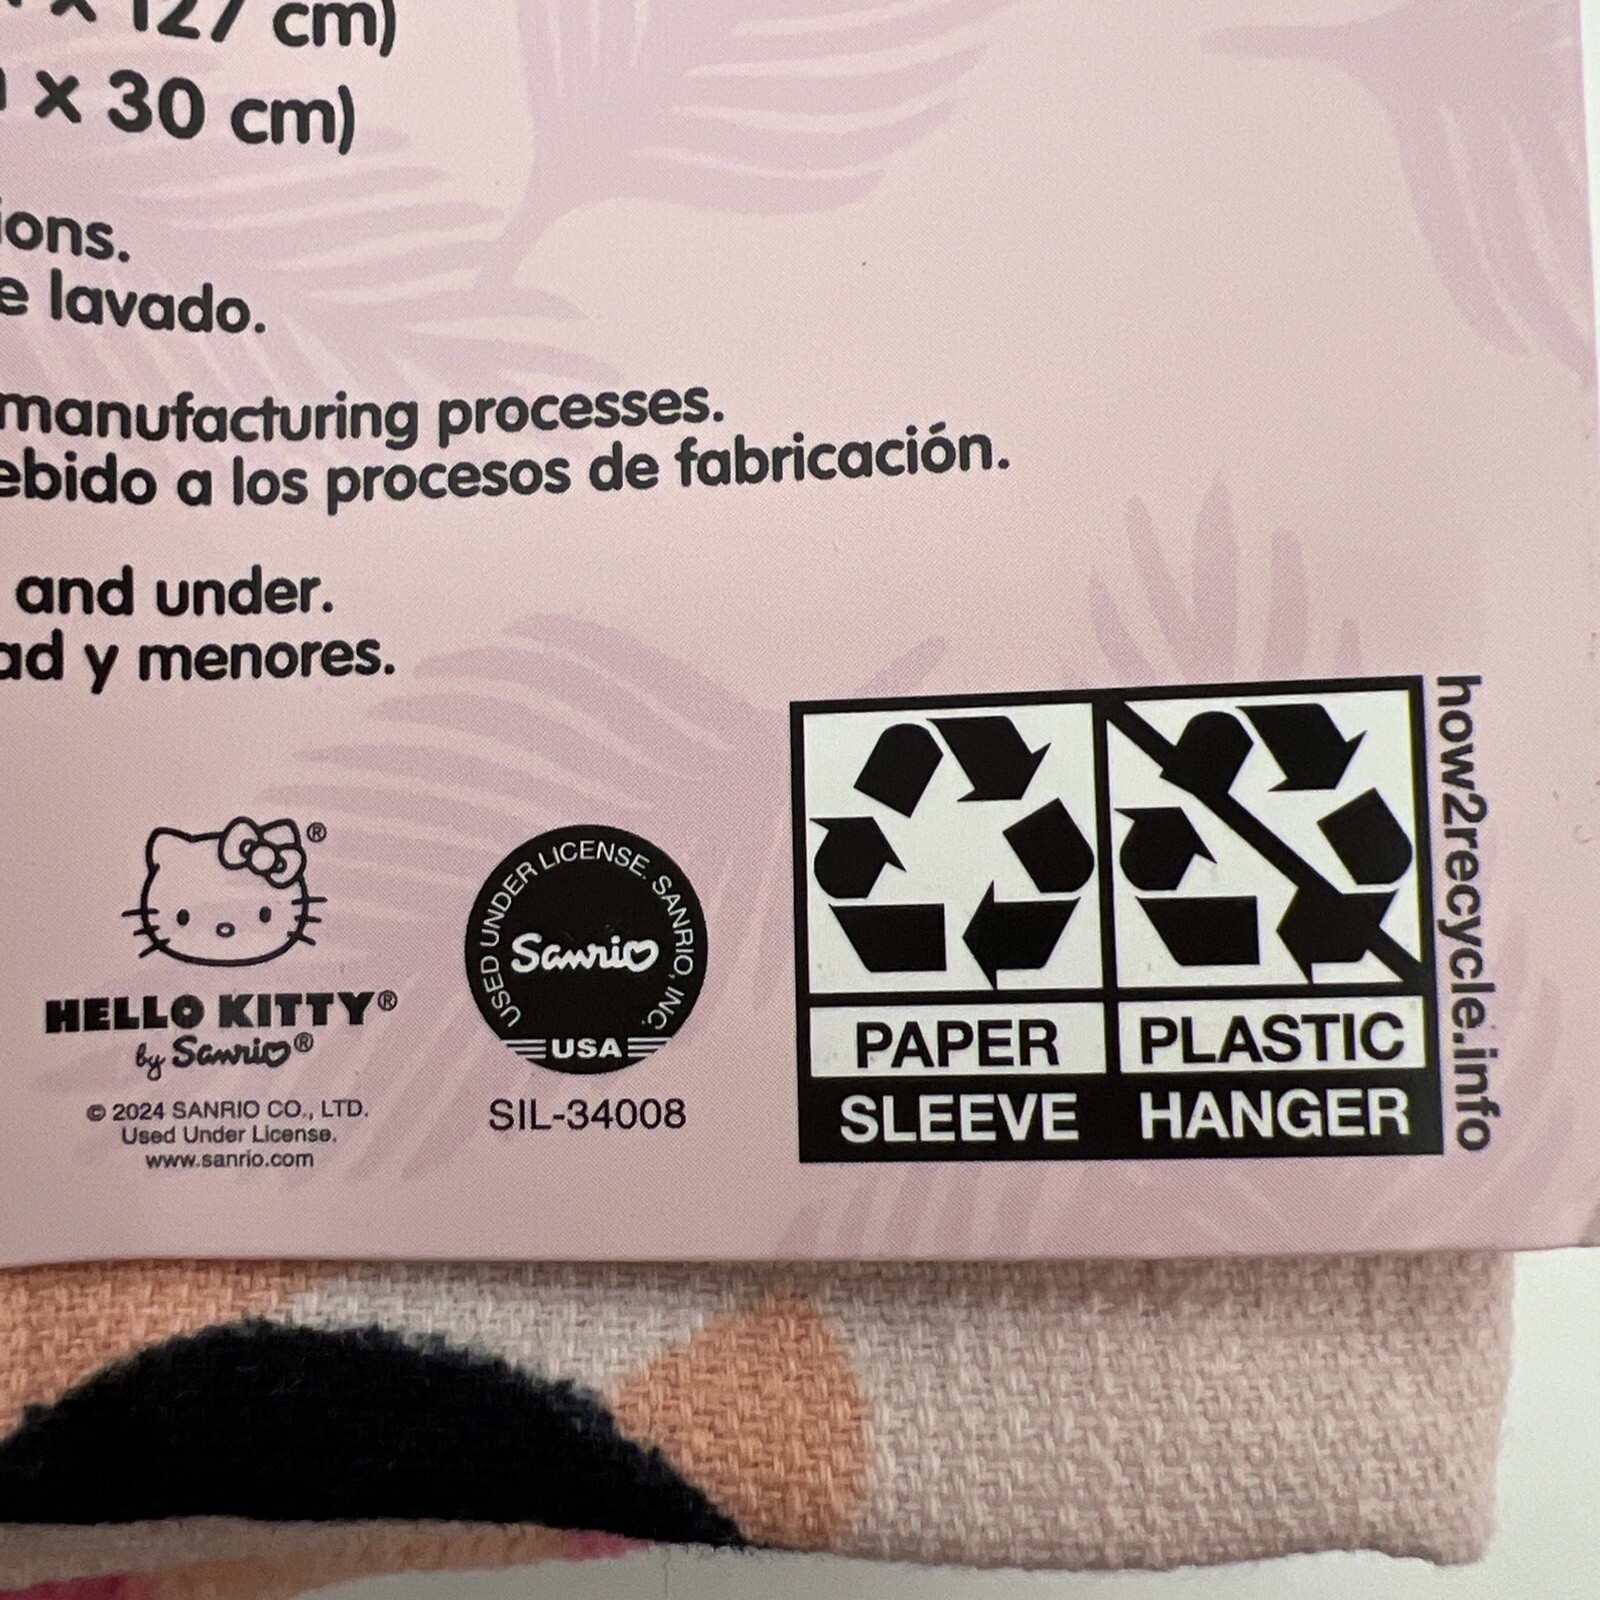 x 127 cm)
x 30 cm)
ions.
e lavado.
manufacturing processes.
ebido a los procesos de fabricación.
and under.
ad y menores.
HELLO KITTY®
by Sanrio®
© 2024 SANRIO CO., LTD.
Used Under License.
www.sanrio.com
USED UNDER LICENSE. SANRIO, INC.
Sanrio
USA
SIL-34008
PAPER
SLEEVE
PLASTIC
HANGER
how2recycle.info